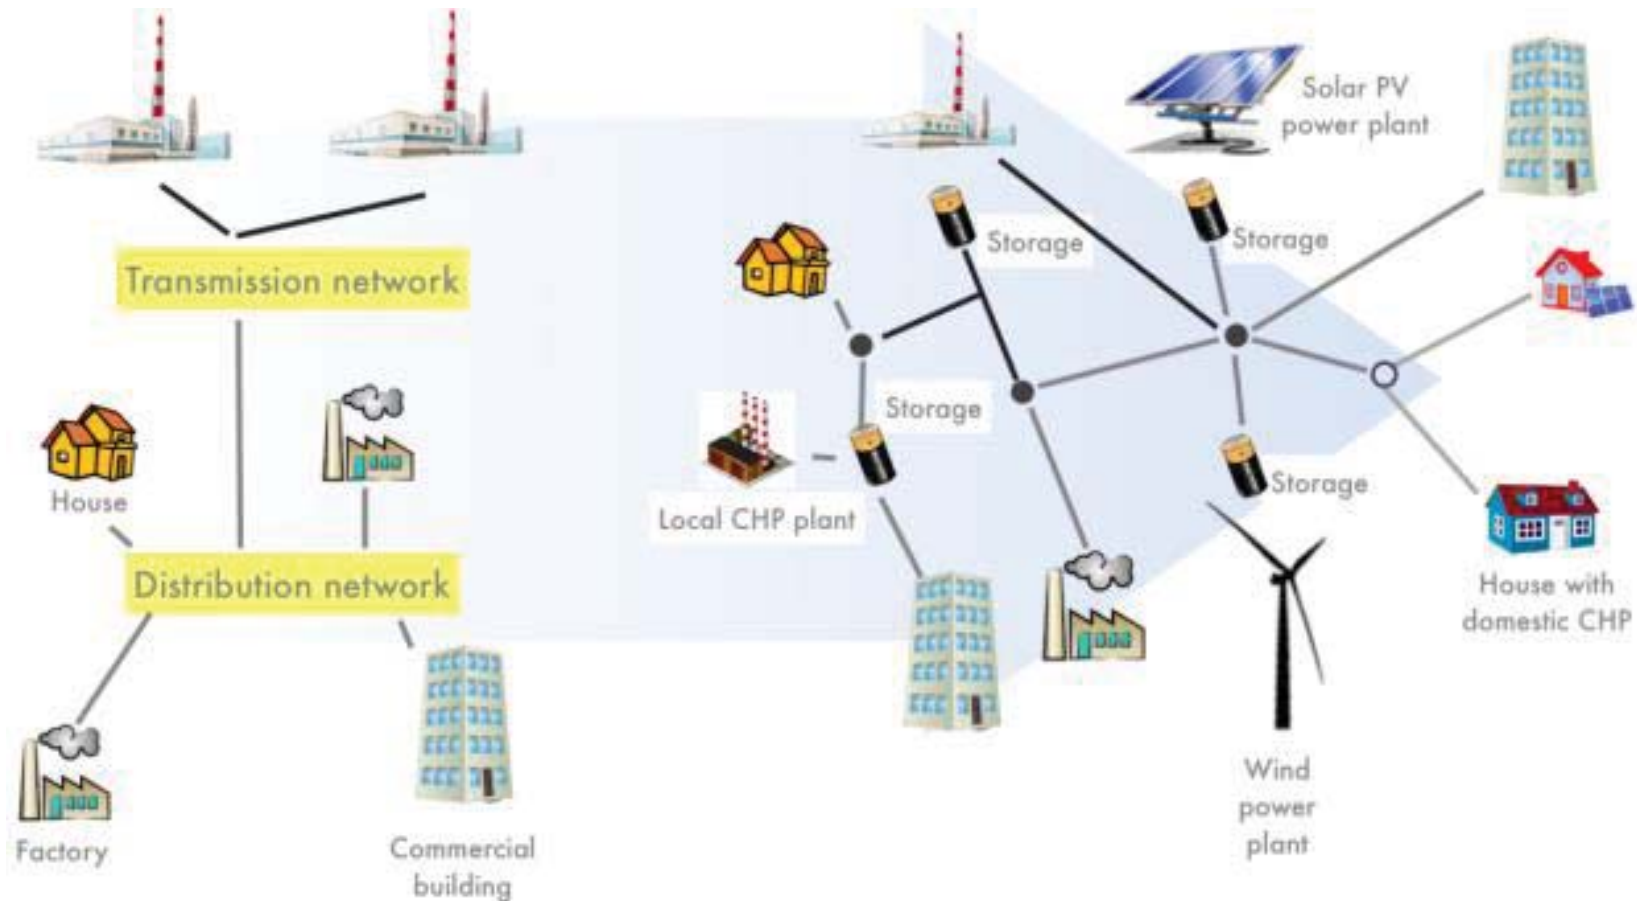 Solar PV
power plant
Storage
Storage
Transmission network
Storage
House
Storage
Local CHP plant
Distribution network
House with
domestic CHP
Wind
power
plant
Factory
Commercial
building